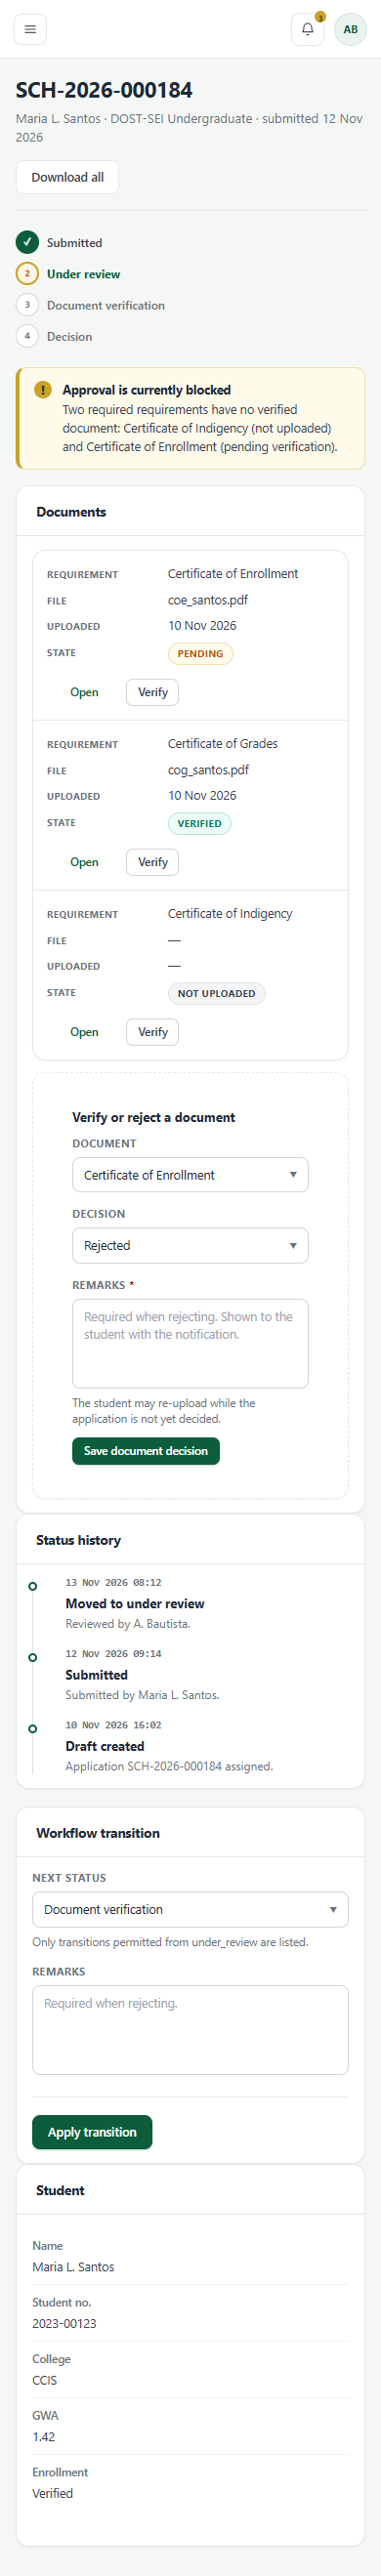 3
AB
SCH-2026-000184
Maria L. Santos · DOST-SEI Undergraduate · submitted 12 Nov
2026
Download all
Submitted
2 Under review
3 Document verification
4 Decision
! Approval is currently blocked
Two required requirements have no verified
document: Certificate of Indigency (not uploaded)
and Certificate of Enrollment (pending verification).
Documents
REQUIREMENT Certificate of Enrollment
FILE coe_santos.pdf
UPLOADED 10 Nov 2026
STATE PENDING
Open Verify
REQUIREMENT Certificate of Grades
FILE cog_santos.pdf
UPLOADED 10 Nov 2026
STATE VERIFIED
Open Verify
REQUIREMENT Certificate of Indigency
FILE —
UPLOADED —
STATE NOT UPLOADED
Open Verify
Verify or reject a document
DOCUMENT
Certificate of Enrollment
DECISION
Rejected
REMARKS *
Required when rejecting. Shown to the
student with the notification.
The student may re-upload while the
application is not yet decided.
Save document decision
Status history
13 Nov 2026 08:12
Moved to under review
Reviewed by A. Bautista.
12 Nov 2026 09:14
Submitted
Submitted by Maria L. Santos.
10 Nov 2026 16:02
Draft created
Application SCH-2026-000184 assigned.
Workflow transition
NEXT STATUS
Document verification
Only transitions permitted from under_review are listed.
REMARKS
Required when rejecting.
Apply transition
Student
Name
Maria L. Santos
Student no.
2023-00123
College
CCIS
GWA
1.42
Enrollment
Verified